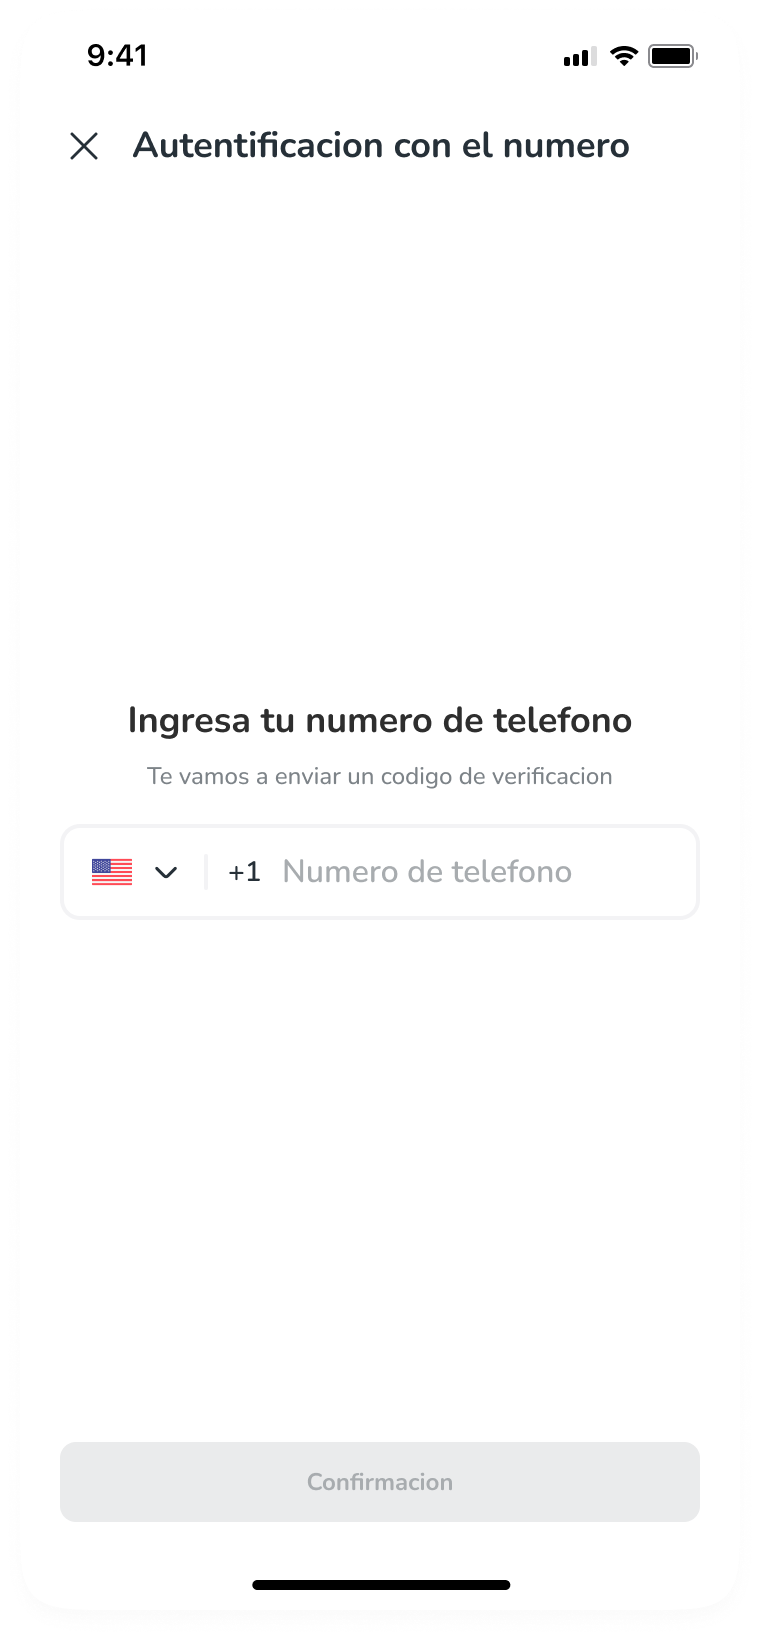 9:41
Autentificacion con el numero
Ingresa tu numero de telefono
Te vamos a enviar un codigo de verificacion
+1 Numero de telefono
Confirmacion